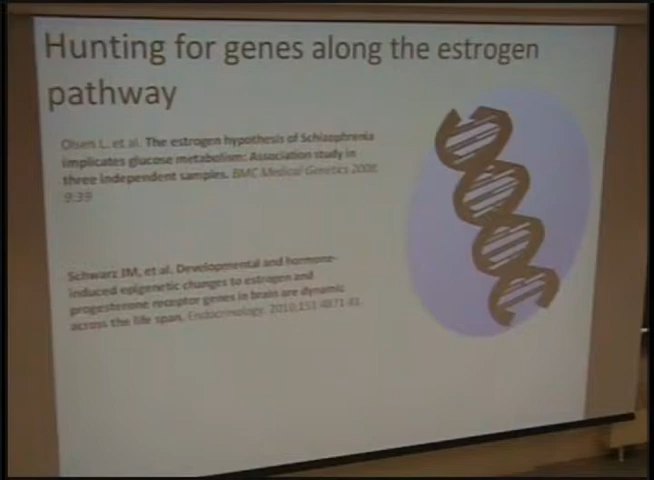 Hunting for genes along the estrogen
pathway
Olsen L. et al. The estrogen hypothesis of Schizophrenia
implicates glucose metabolism: Association study in
three independent samples. BMC Medical Genetics 2008,
9:39
Schwarz JM, et al. Developmental and hormone-
induced epigenetic changes to estrogen and
progesterone receptor genes in brain are dynamic
across the life span. Endocrinology. 2010;151:4871-81.